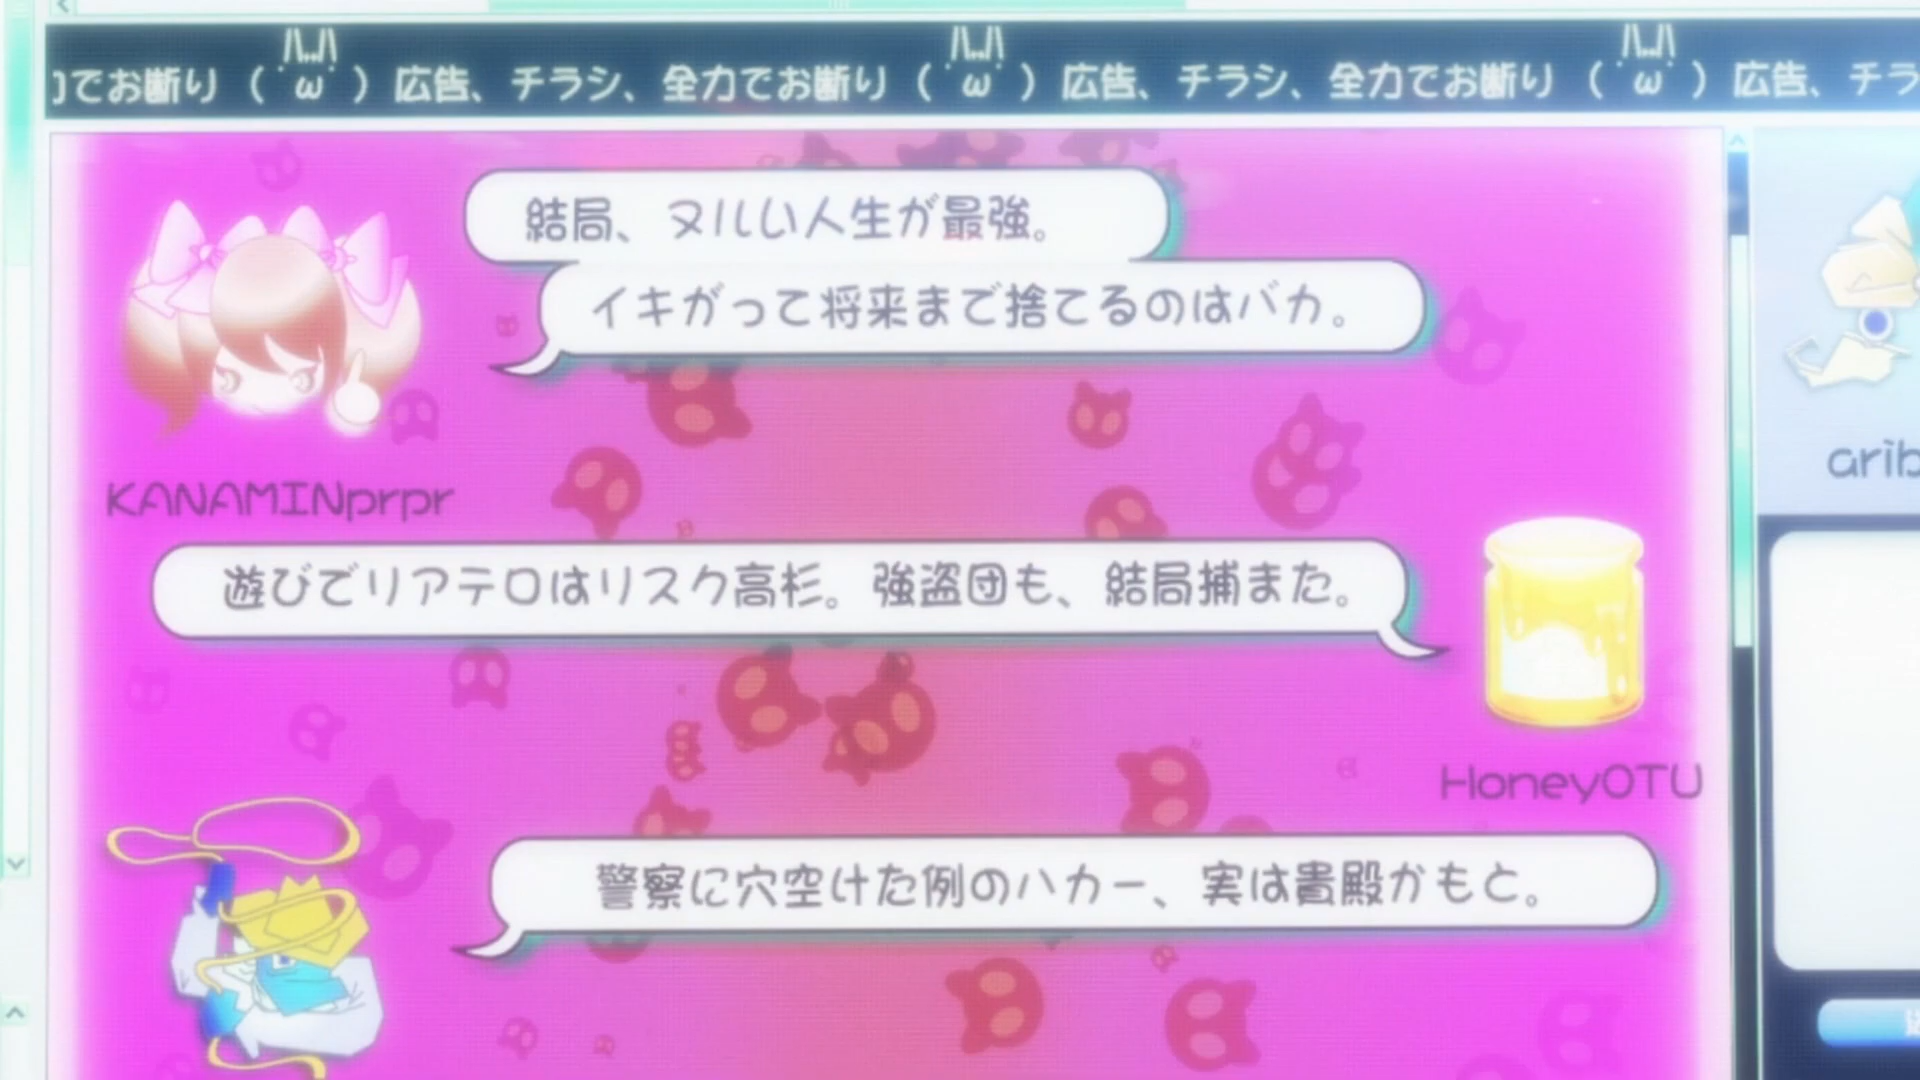 でお断り（´ω`）広告、チラシ、全力でお断り（´ω`）広告、チラシ、全力でお断り（´ω`）広告、チラ
結局、ヌルい人生が最強。
イキがって将来まで捨てるのはバカ。
KANAMINprpr
arib
遊びでリアテロはリスク高杉。強盗団も、結局捕また。
HoneyOTU
警察に穴空けた例のハカー、実は貴殿かもと。